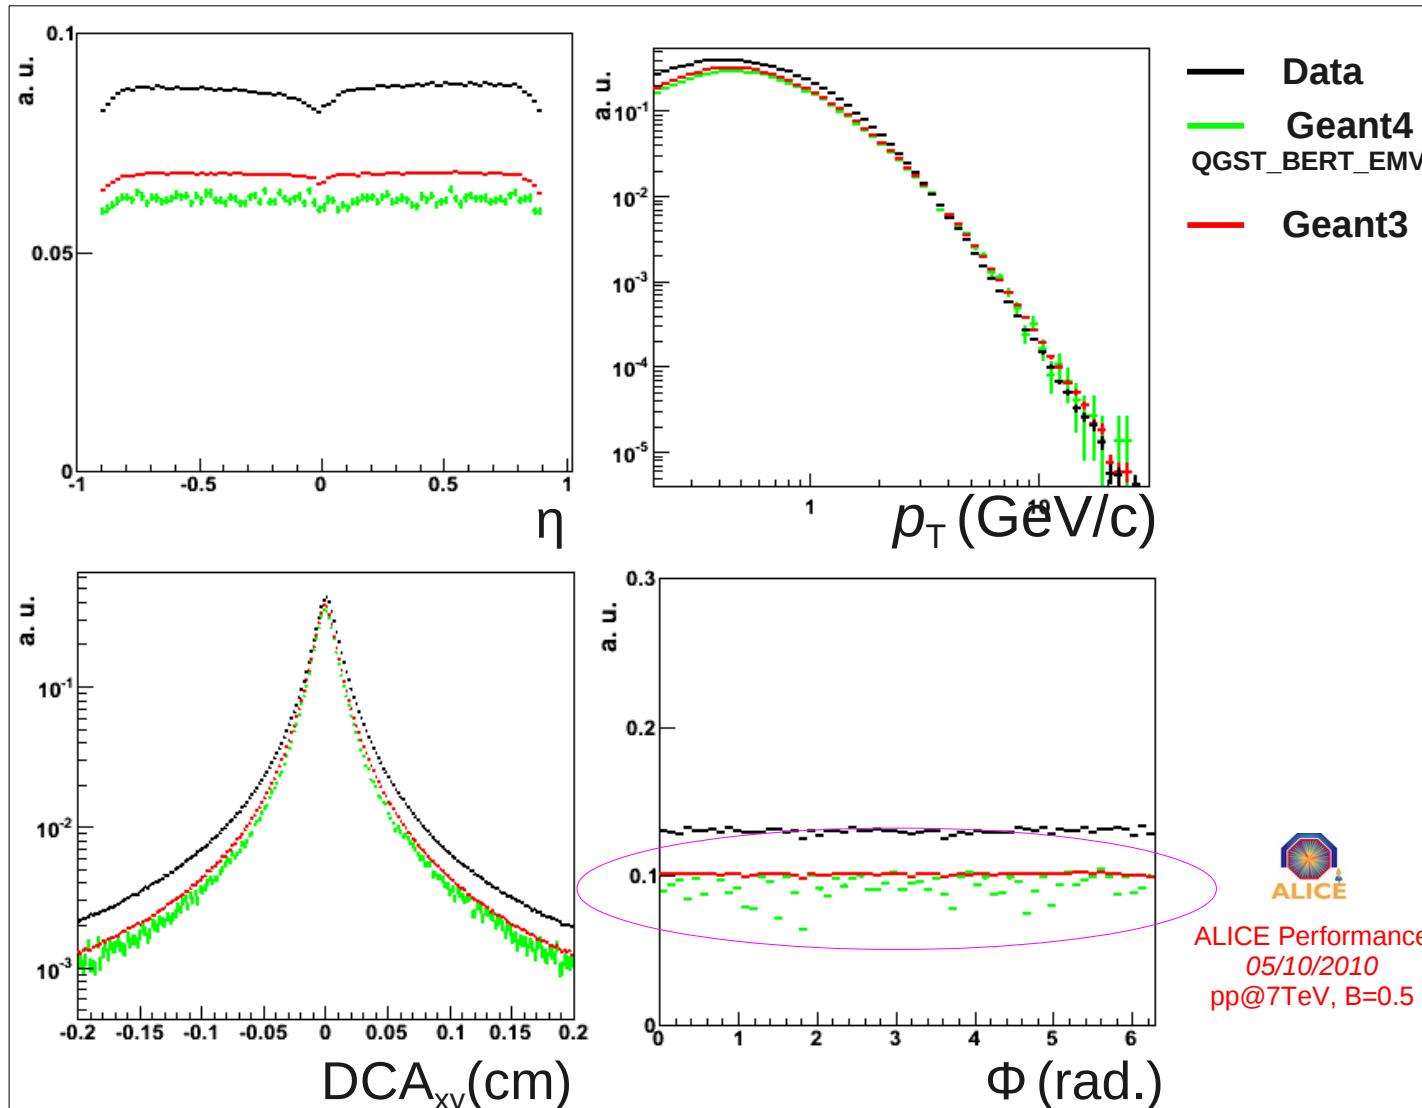 0.1
a. u.
0.05
0
-1
-0.5
0
0.5
1
η
a. u.
10-1
10-2
10-3
10-4
10-5
1
10
pT (GeV/c)
Data
Geant4
QGST_BERT_EMV
Geant3
a. u.
10-1
10-2
10-3
-0.2
-0.15
-0.1
-0.05
0
0.05
0.1
0.15
0.2
DCAxy(cm)
0.3
a. u.
0.2
0.1
0
0
1
2
3
4
5
6
Φ (rad.)
ALICE
ALICE Performance
05/10/2010
pp@7TeV, B=0.5